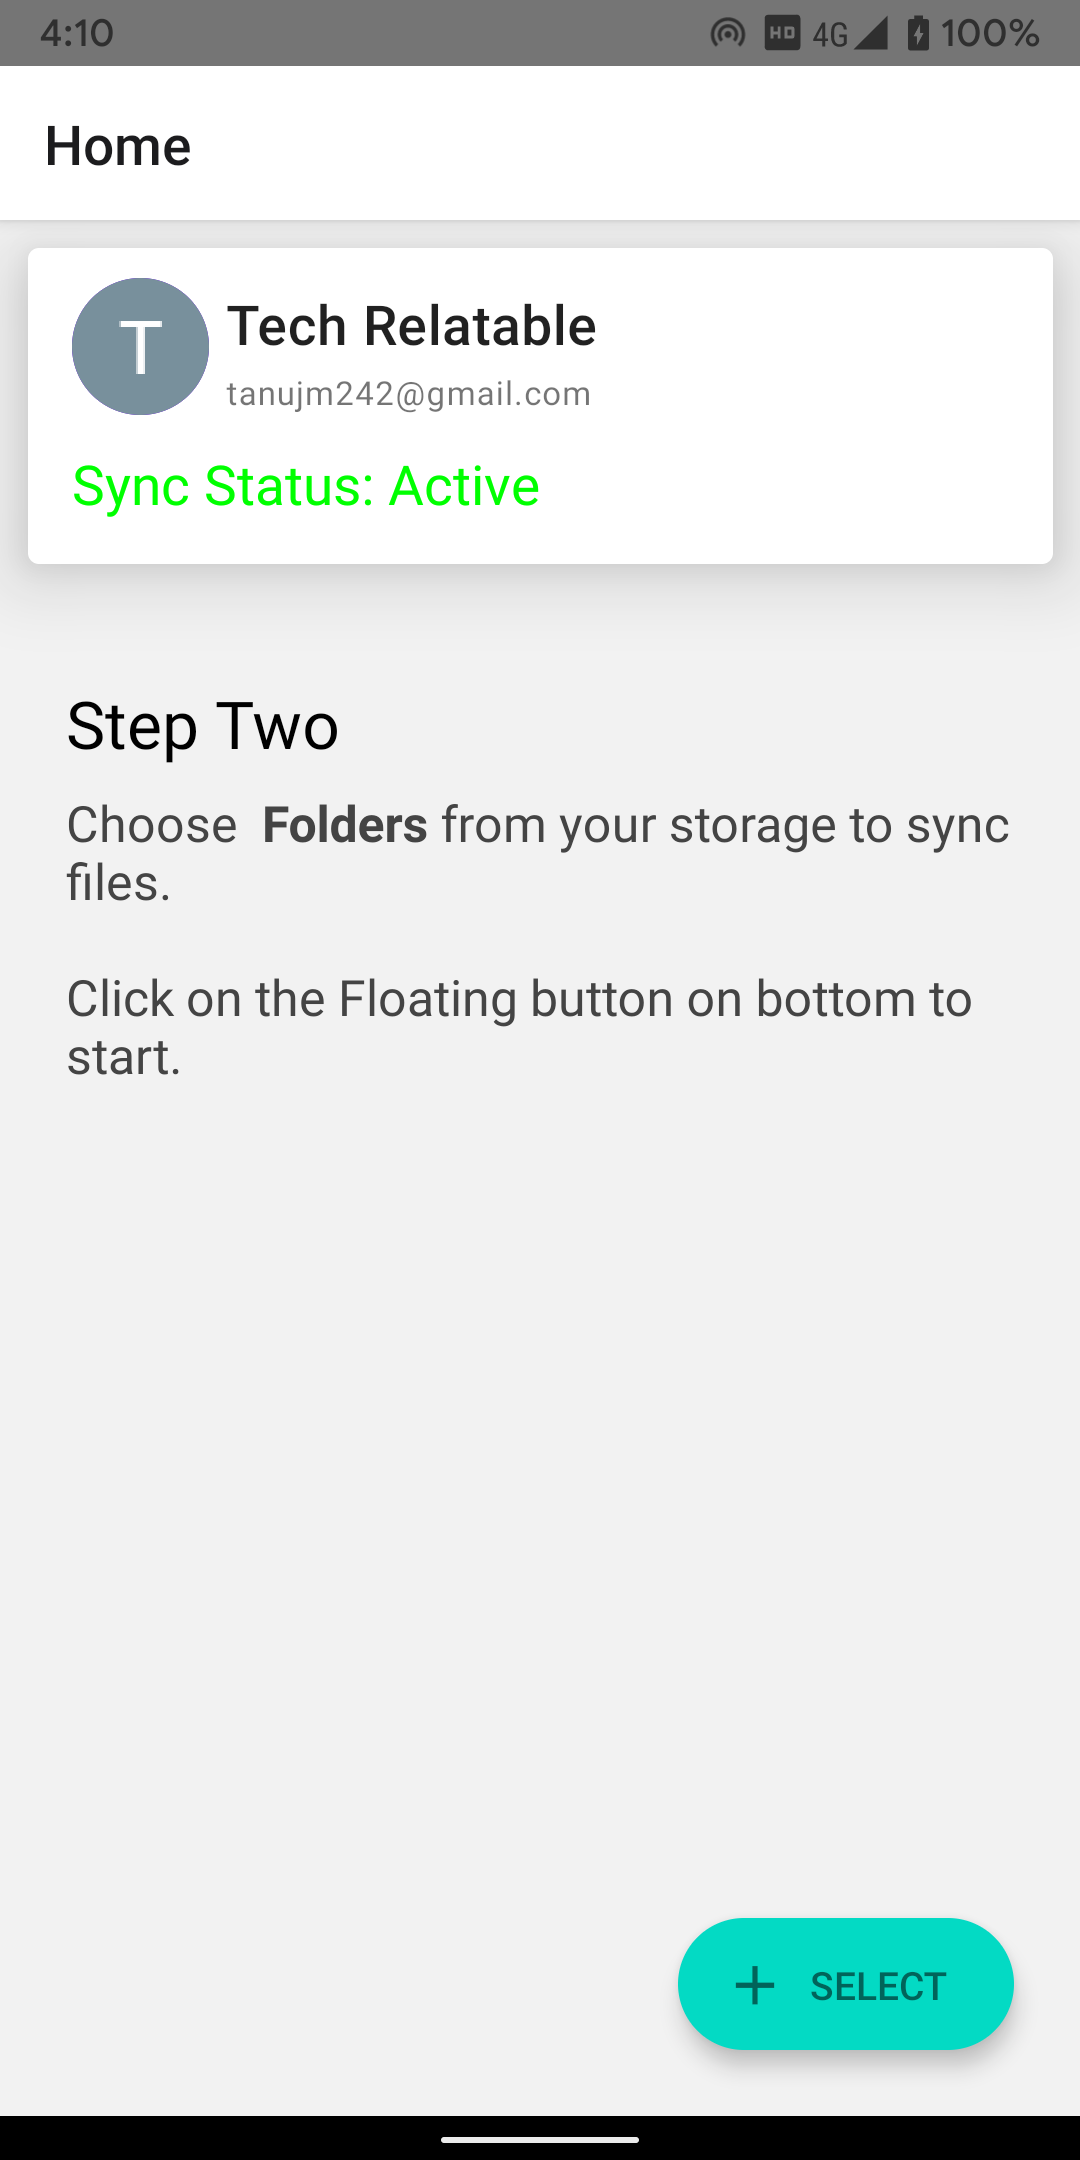 4:10
HD 4G 100%
Home
T
Tech Relatable
tanujm242@gmail.com
Sync Status: Active
Step Two
Choose  Folders from your storage to sync
files.
Click on the Floating button on bottom to
start.
+ SELECT